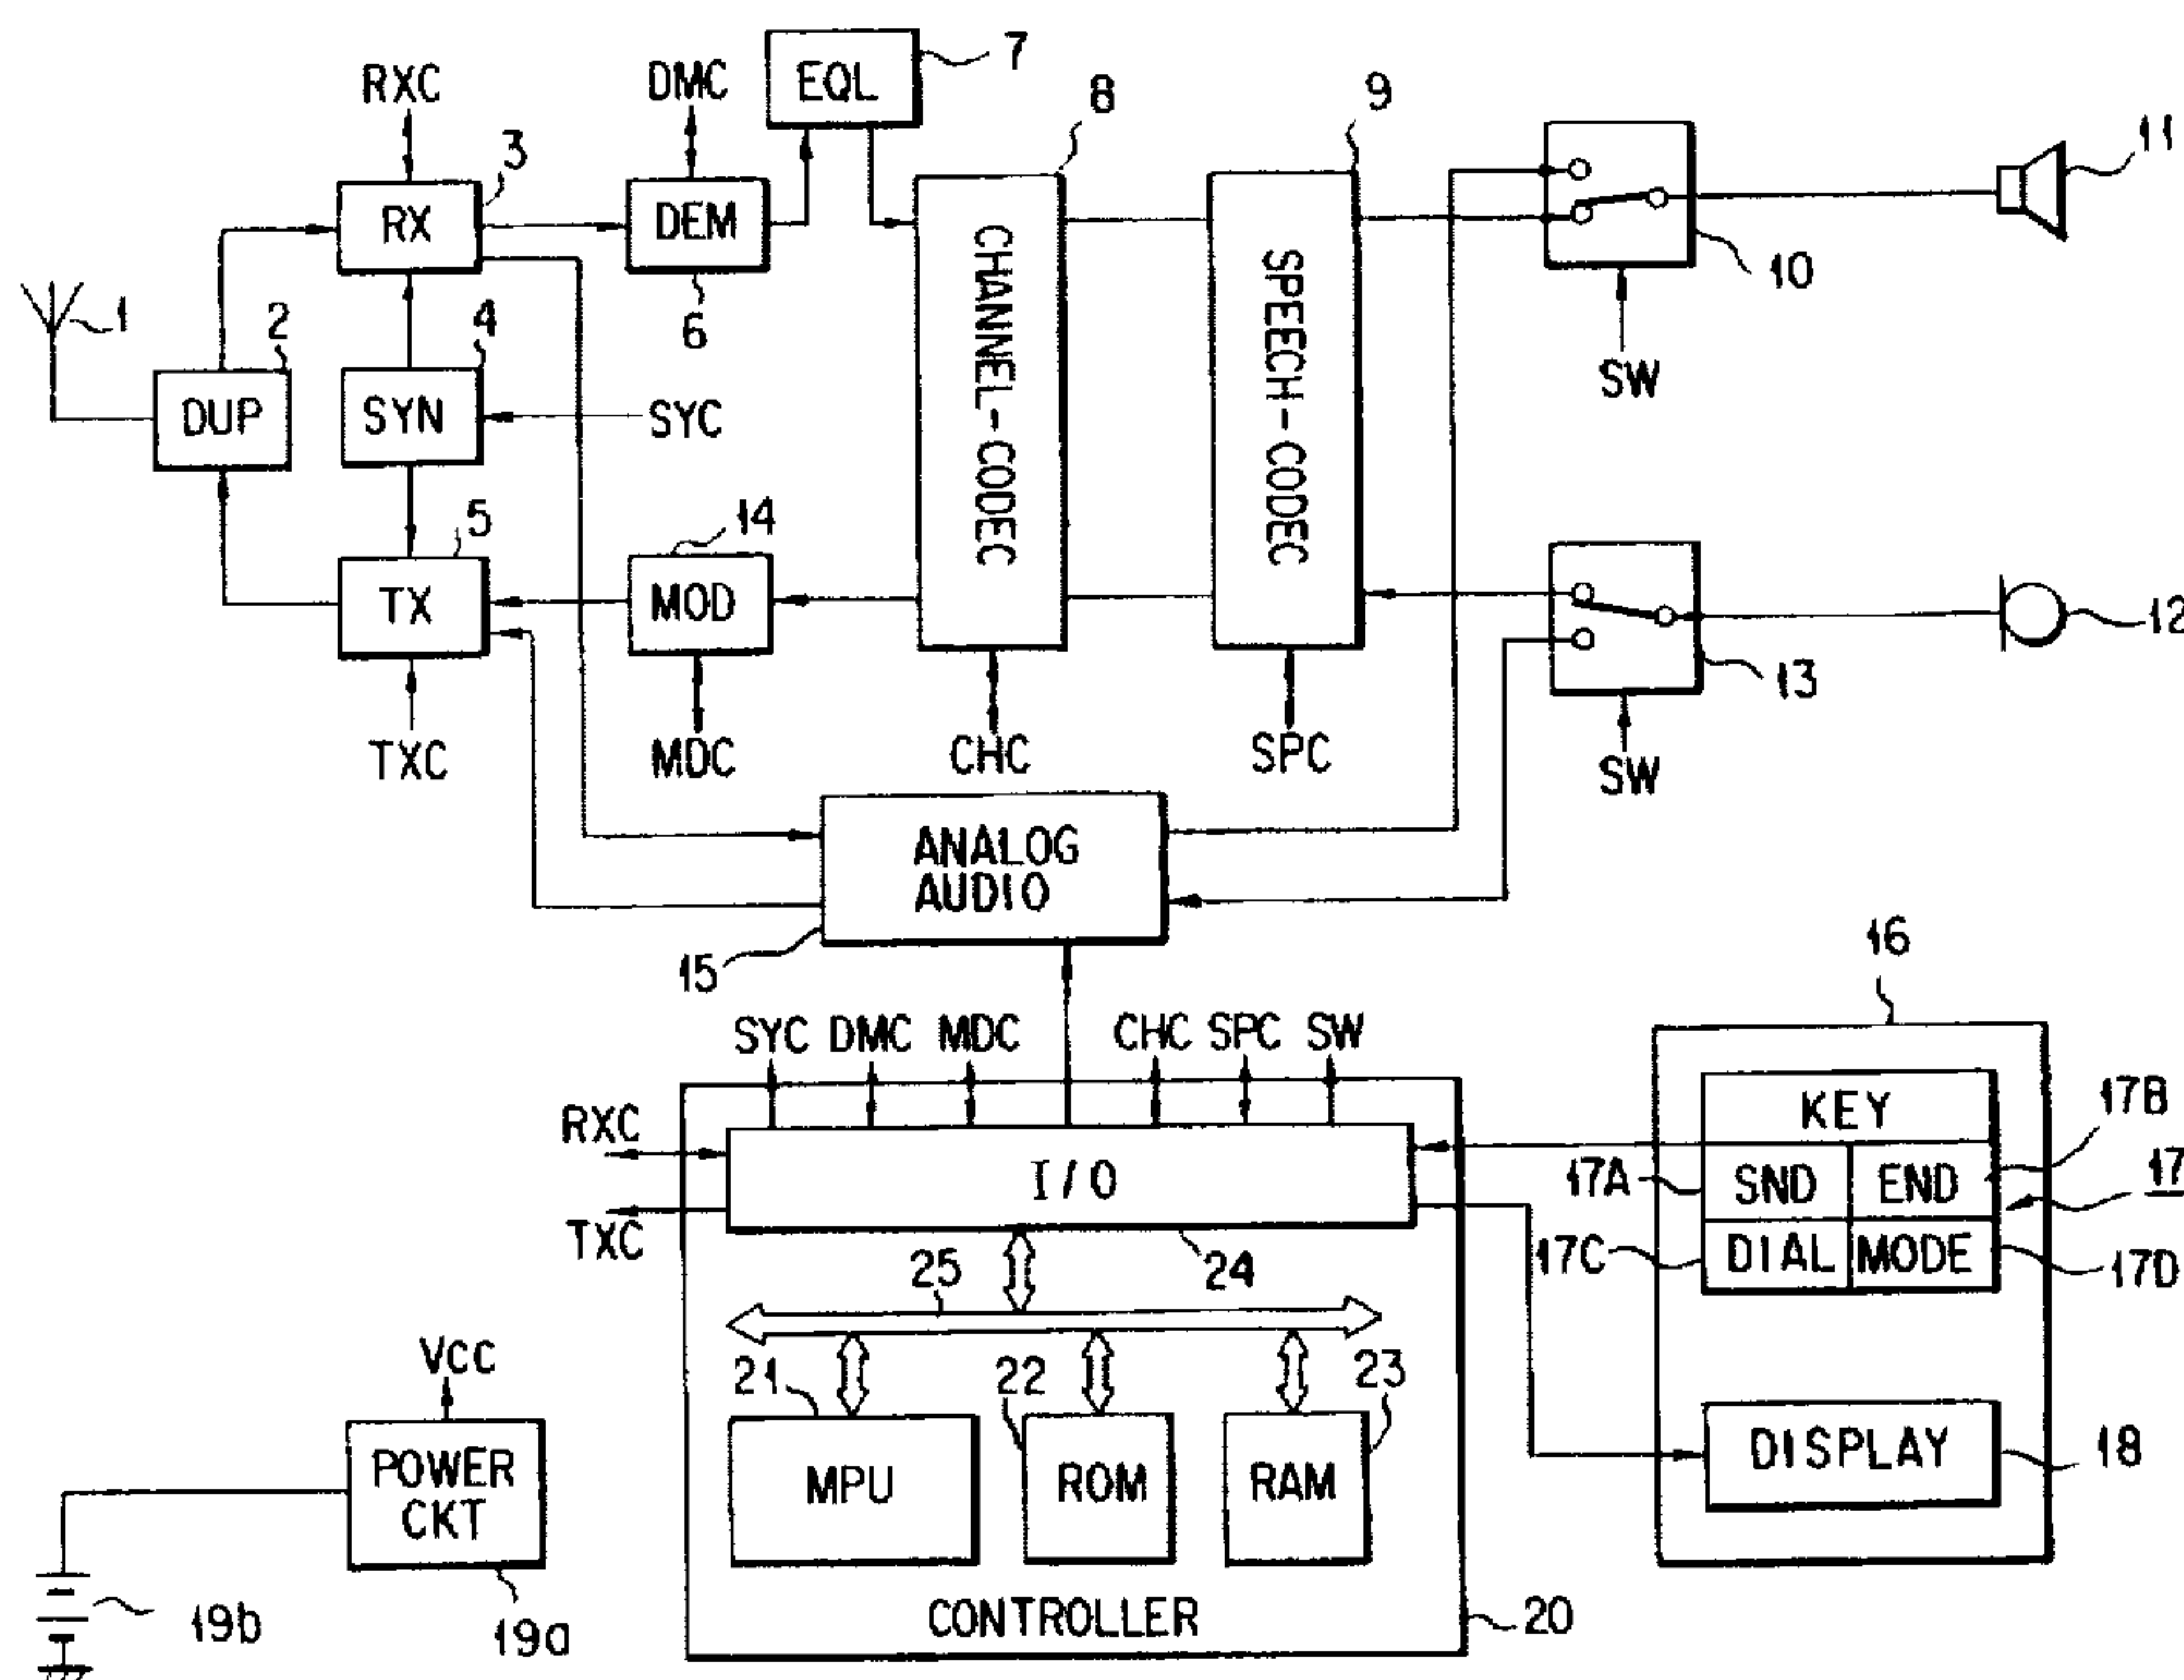 7
RXC
DMC
EQL
8
9
11
3
RX
DEM
10
1
2
4
6
CHANNEL-CODEC
SPEECH-CODEC
SW
DUP
SYN
SYC
5
14
TX
MOD
12
13
TXC
MDC
CHC
SPC
SW
ANALOG
AUDIO
15
16
SYC DMC MDC CHC SPC SW
RXC
KEY
17B
I/O
17A
SND
END
17
TXC
17C
DIAL
MODE
17D
25
24
VCC
21
22
23
POWER
CKT
MPU
ROM
RAM
DISPLAY
18
19b
19a
CONTROLLER
20